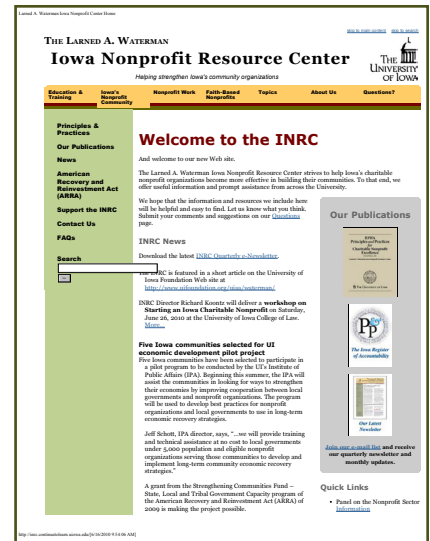 Larned A. Waterman Iowa Nonprofit Center Home
skip to main content skip to search
THE LARNED A. WATERMAN
Iowa Nonprofit Resource Center
Helping strengthen Iowa's community organizations
THE
UNIVERSITY
OF IOWA
Education & Training
Iowa's Nonprofit Community
Nonprofit Work
Faith-Based Nonprofits
Topics
About Us
Questions?
Principles &
Practices
Our Publications
News
American
Recovery and
Reinvestment Act
(ARRA)
Support the INRC
Contact Us
FAQs
Search
Welcome to the INRC
And welcome to our new Web site.
The Larned A. Waterman Iowa Nonprofit Resource Center strives to help Iowa's charitable
nonprofit organizations become more effective in building their communities. To that end, we
offer useful information and prompt assistance from across the University.
We hope that the information and resources we include here
will be helpful and easy to find. Let us know what you think.
Submit your comments and suggestions on our Questions
page.
INRC News
Download the latest INRC Quarterly e-Newsletter.
The INRC is featured in a short article on the University of
Iowa Foundation Web site at
INRC Director Richard Koontz will deliver a workshop on
Starting an Iowa Charitable Nonprofit on Saturday,
June 26, 2010 at the University of Iowa College of Law.
More...
Five Iowa communities selected for UI
economic development pilot project
Five Iowa communities have been selected to participate in
a pilot program to be conducted by the UI's Institute of
Public Affairs (IPA). Beginning this summer, the IPA will
assist the communities in looking for ways to strengthen
their economies by improving cooperation between local
governments and nonprofit organizations. The program
will be used to develop best practices for nonprofit
organizations and local governments to use in long-term
economic recovery strategies.
Jeff Schott, IPA director, says, "...we will provide training
and technical assistance at no cost to local governments
under 5,000 population and eligible nonprofit
organizations serving those communities to develop and
implement long-term community economic recovery
strategies."
A grant from the Strengthening Communities Fund –
State, Local and Tribal Government Capacity program of
the American Recovery and Reinvestment Act (ARRA) of
2009 is making the project possible.
Our Publications
IOWA
Principles and Practices
for
Charitable Nonprofit
Excellence
THE UNIVERSITY OF IOWA
The Iowa Register
of Accountability
Our Latest
Newsletter
Join our e-mail list and receive
our quarterly newsletter and
monthly updates.
Quick Links
• Panel on the Nonprofit Sector
Information